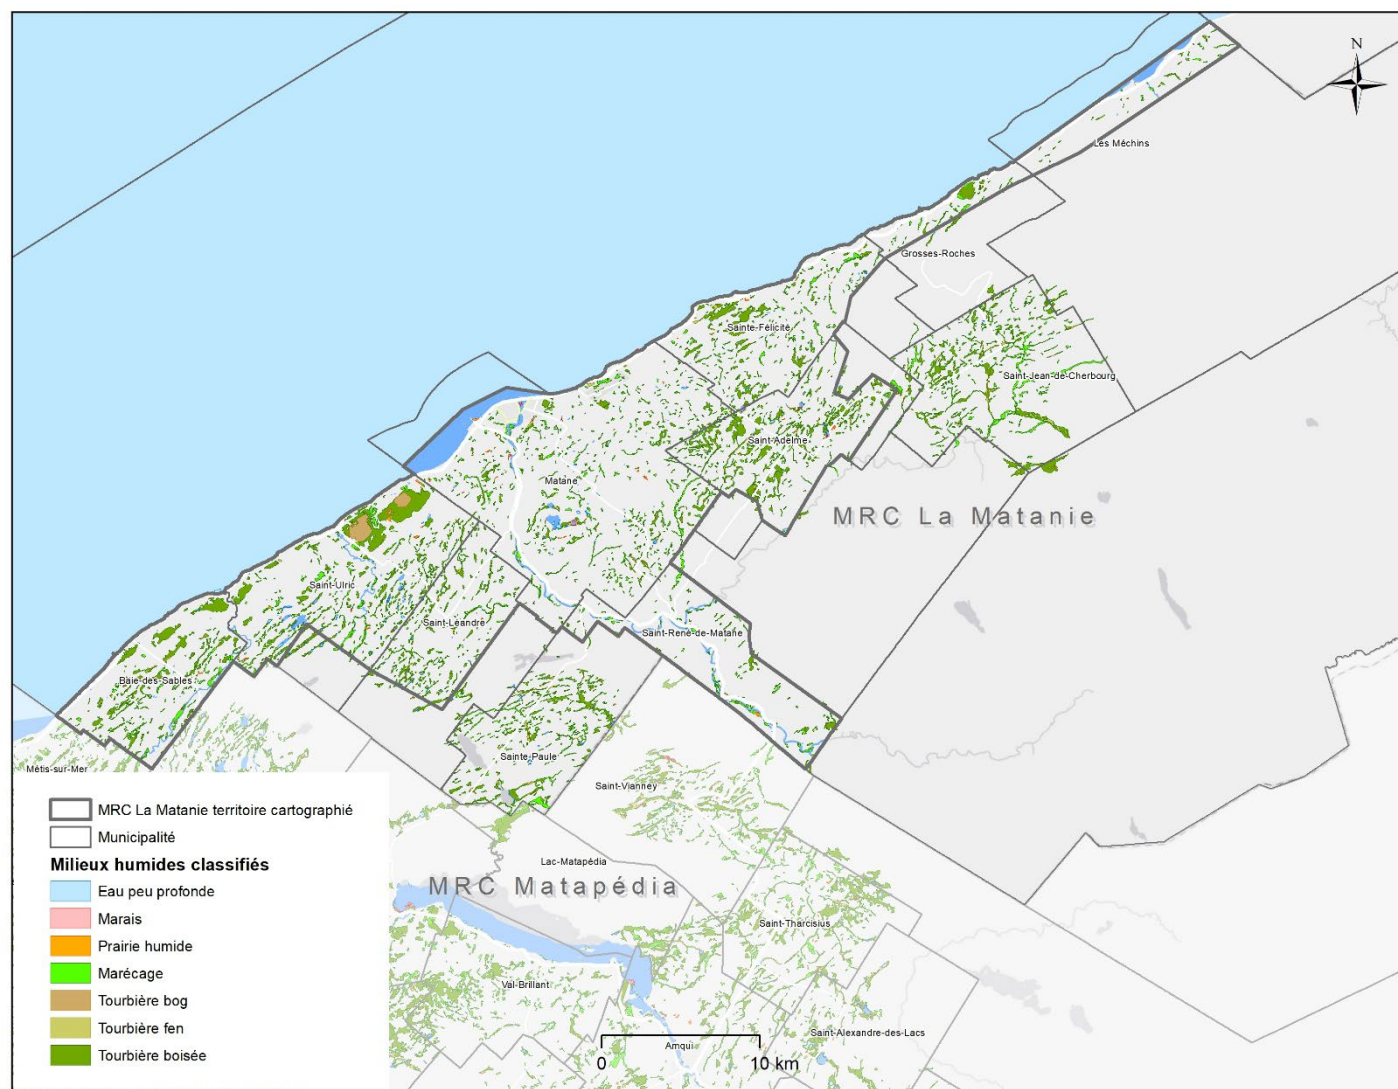 N
Les Méchins
Grosses-Roches
Sainte-Félicité
Saint-Jean-de-Cherbourg
Saint-Adelme
Matane
MRC La Matanie
Saint-Ulric
Saint-Léandre
Saint-René-de-Matane
Baie-des-Sables
Sainte-Paule
Métis-sur-Mer
Saint-Vianney
Lac-Matapédia
MRC Matapédia
Saint-Tharcisius
Val-Brillant
Saint-Alexandre-des-Lacs
Amqui
0 10 km
MRC La Matanie territoire cartographié
Municipalité
Milieux humides classifiés
Eau peu profonde
Marais
Prairie humide
Marécage
Tourbière bog
Tourbière fen
Tourbière boisée